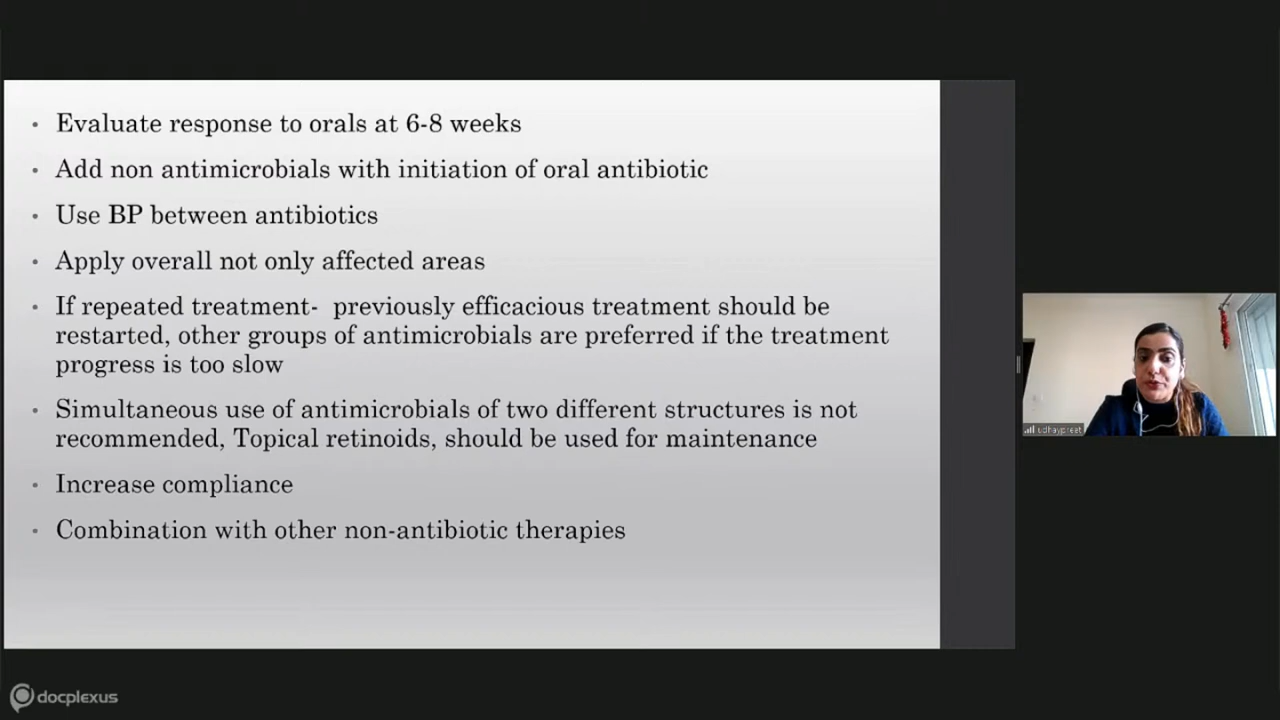 • Evaluate response to orals at 6-8 weeks
• Add non antimicrobials with initiation of oral antibiotic
• Use BP between antibiotics
• Apply overall not only affected areas
• If repeated treatment- previously efficacious treatment should be
restarted, other groups of antimicrobials are preferred if the treatment
progress is too slow
• Simultaneous use of antimicrobials of two different structures is not
recommended, Topical retinoids, should be used for maintenance
• Increase compliance
• Combination with other non-antibiotic therapies
udhaypreet
docplexus